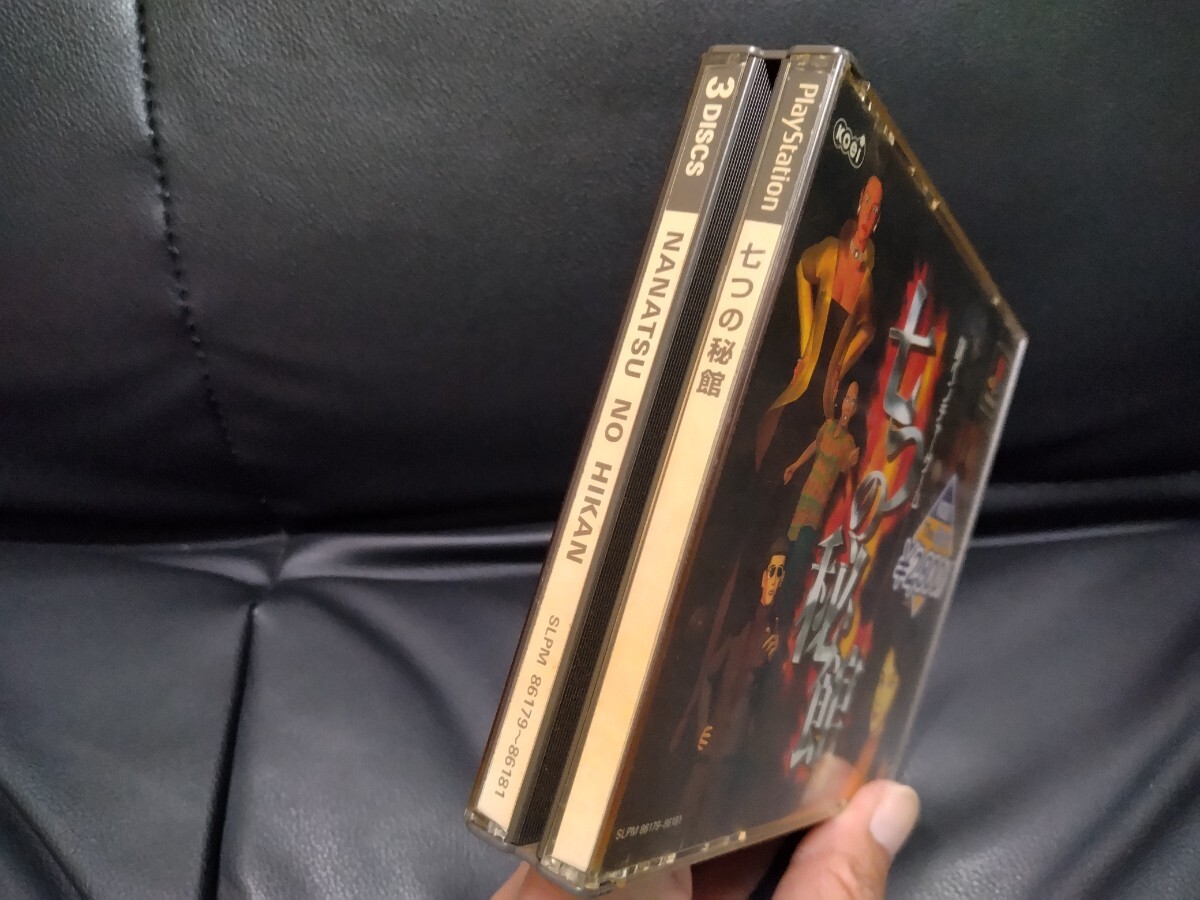 3 DISCS
NANATSU NO HIKAN
SLPM 86179~86181
PlayStation
七つの秘館
KOEI
七つの秘館
SLPM 86179~86181